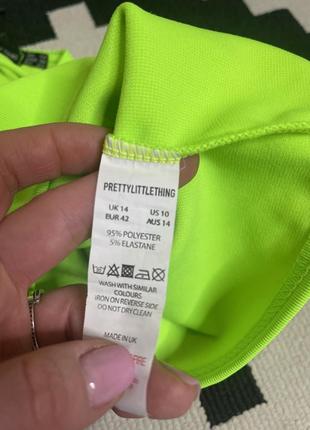 PRETTYLITTLETHING
UK 14 US 10
EUR 42 AUS 14
95% POLYESTER
5% ELASTANE
WASH WITH SIMILAR
COLOURS
IRON ON REVERSE SIDE
DO NOT DRY CLEAN
MADE IN UK